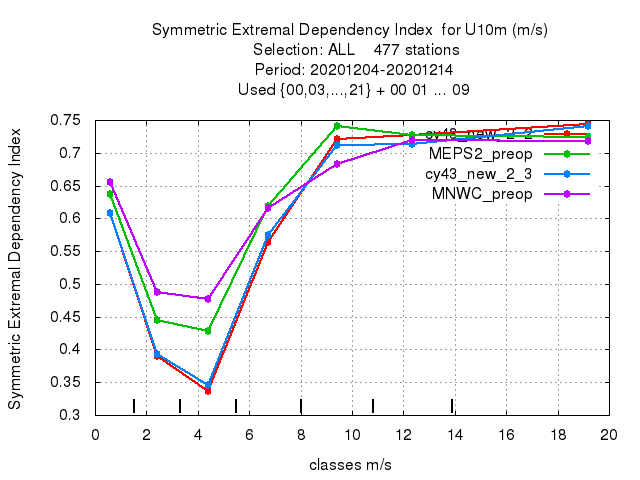 Symmetric Extremal Dependency Index for U10m (m/s)
Selection: ALL 477 stations
Period: 20201204-20201214
Used {00,03,...,21} + 00 01 ... 09
Symmetric Extremal Dependency Index
0.75
0.7
0.65
0.6
0.55
0.5
0.45
0.4
0.35
0.3
cy43_new_2_2
MEPS2_preop
cy43_new_2_3
MNWC_preop
0 2 4 6 8 10 12 14 16 18 20
classes m/s